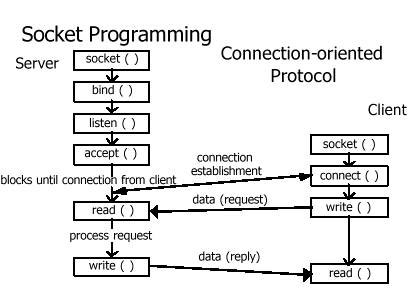 Socket Programming
Connection-oriented
Protocol
Server
socket ( )
bind ( )
listen ( )
accept ( )
blocks until connection from client
read ( )
process request
write ( )
connection
establishment
data (request)
data (reply)
Client
socket ( )
connect ( )
write ( )
read ( )